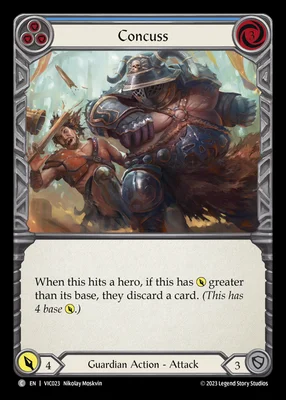 Concuss
3
When this hits a hero, if this has greater
than its base, they discard a card. (This has
4 base .)
4
Guardian Action - Attack
3
C EN | VIC023 Nikolay Moskvin
© 2023 Legend Story Studios